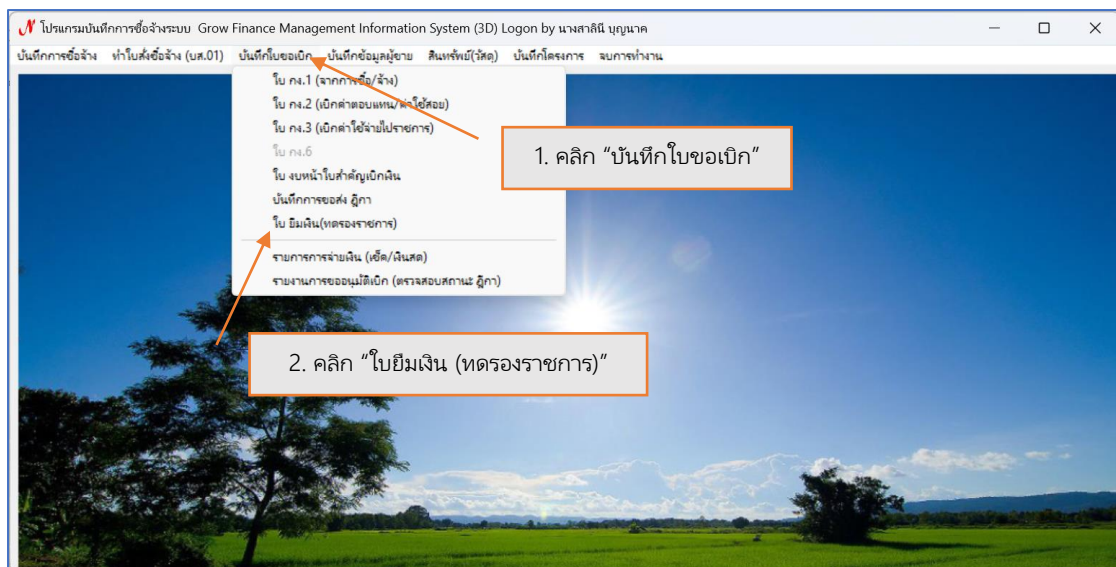 โปรแกรมบันทึกการซื้อจ้างระบบ Grow Finance Management Information System (3D) Logon by นางสาลินี บุญนาค
บันทึกการซื้อจ้าง ทำใบสั่งซื้อจ้าง (บส.01) บันทึกใบขอเบิก บันทึกข้อมูลผู้ขาย สินทรัพย์(วัสดุ) บันทึกโครงการ จบการทำงาน
ใบ กง.1 (จากการซื้อ/จ้าง)
ใบ กง.2 (เบิกค่าตอบแทน/ค่าใช้สอย)
ใบ กง.3 (เบิกค่าใช้จ่ายไปราชการ)
ใบ กง.6
ใบ งบหน้าใบสำคัญเบิกเงิน
บันทึกการขอส่ง ฎีกา
ใบ ยืมเงิน(ทดรองราชการ)
รายการการจ่ายเงิน (เช็ค/เงินสด)
รายงานการขออนุมัติเบิก (ตรวจสอบสถานะ ฎีกา)
1. คลิก “บันทึกใบขอเบิก”
2. คลิก “ใบยืมเงิน (ทดรองราชการ)”